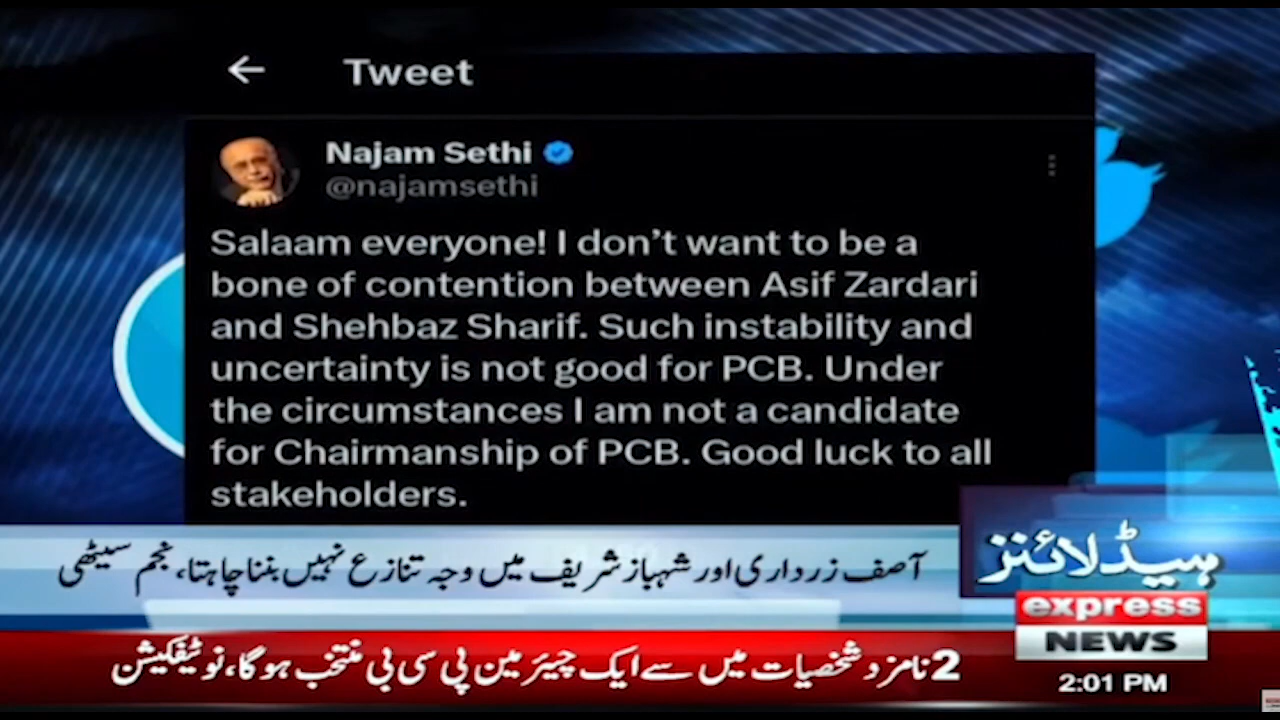 Tweet
Najam Sethi
@najamsethi
Salaam everyone! I don't want to be a
bone of contention between Asif Zardari
and Shehbaz Sharif. Such instability and
uncertainty is not good for PCB. Under
the circumstances I am not a candidate
for Chairmanship of PCB. Good luck to all
stakeholders.
آصف زرداری اور شہباز شریف میں وجہ تنازع نہیں بننا چاہتا، نجم سیٹھی
ہیڈلائنز
express
NEWS
2 نامزد شخصیات میں سے ایک چیئرمین پی سی بی منتخب ہوگا، نوٹیفکیشن
2:01 PM